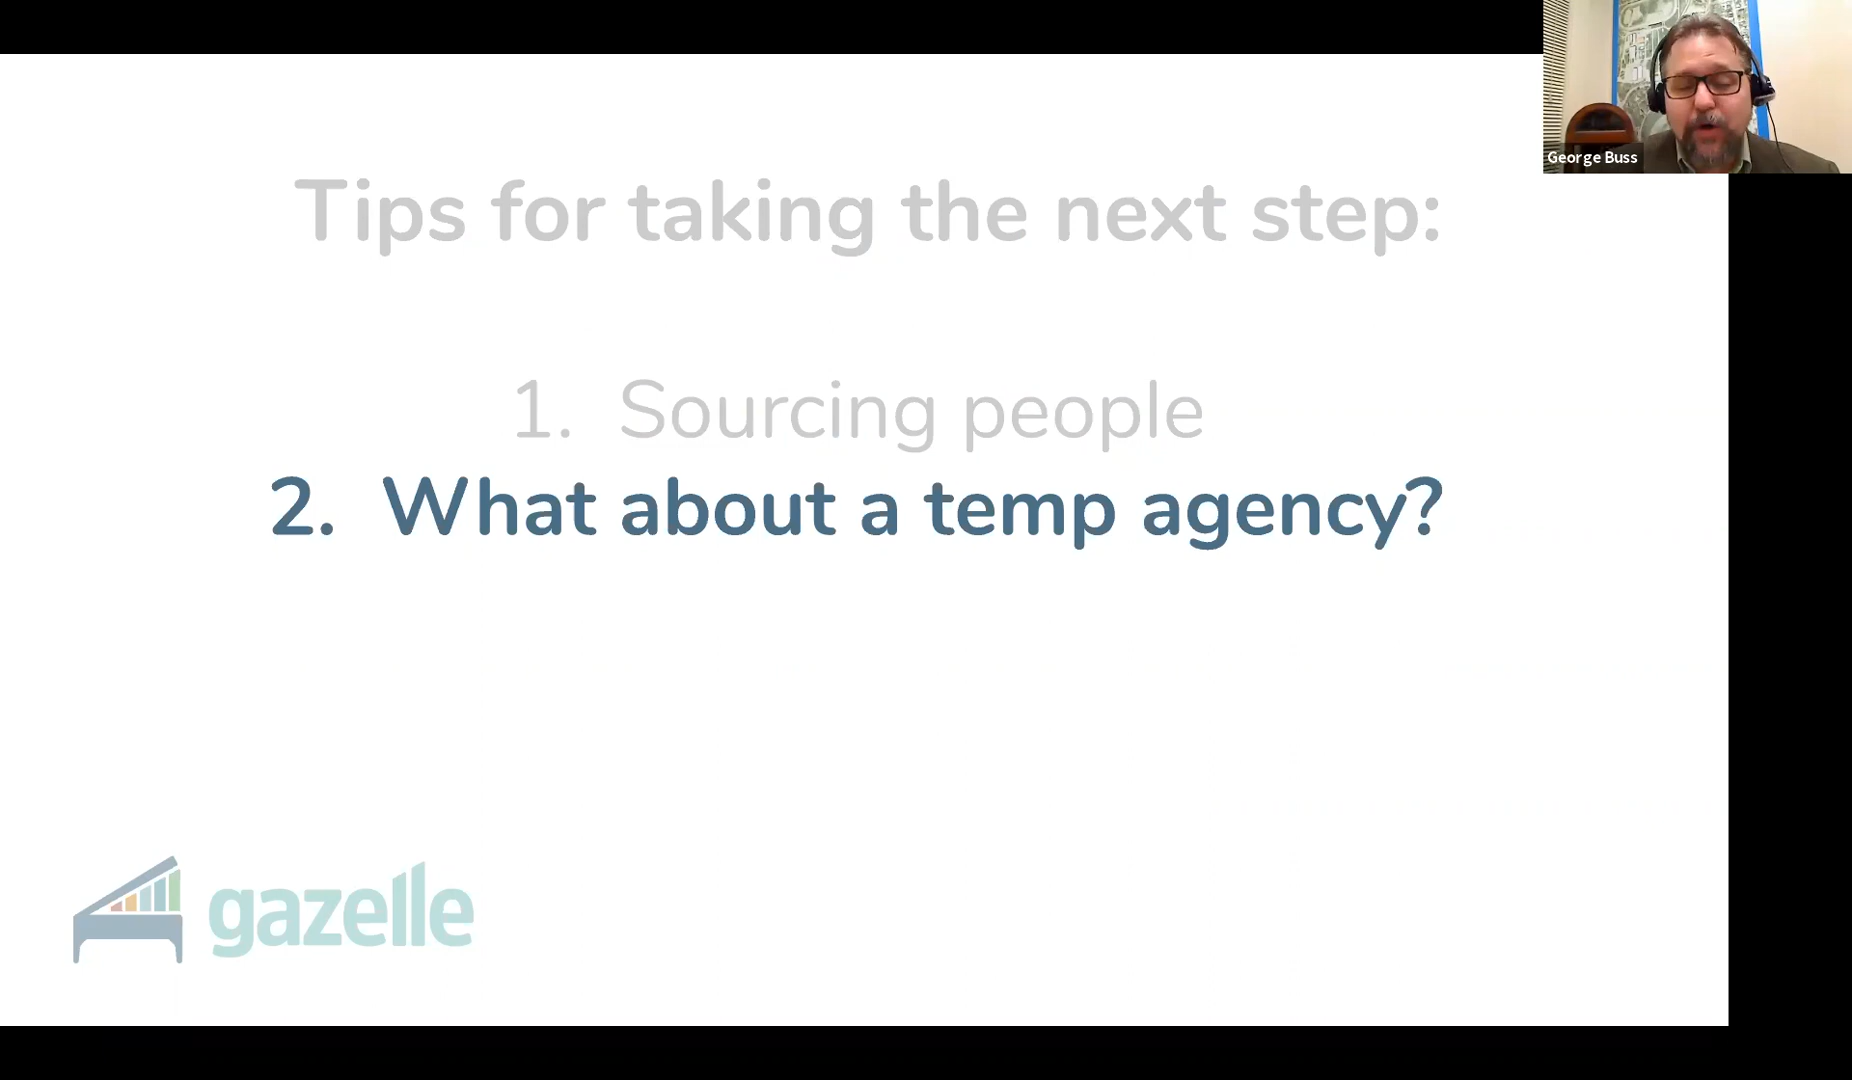 George Buss
Tips for taking the next step:
1. Sourcing people
2. What about a temp agency?
gazelle